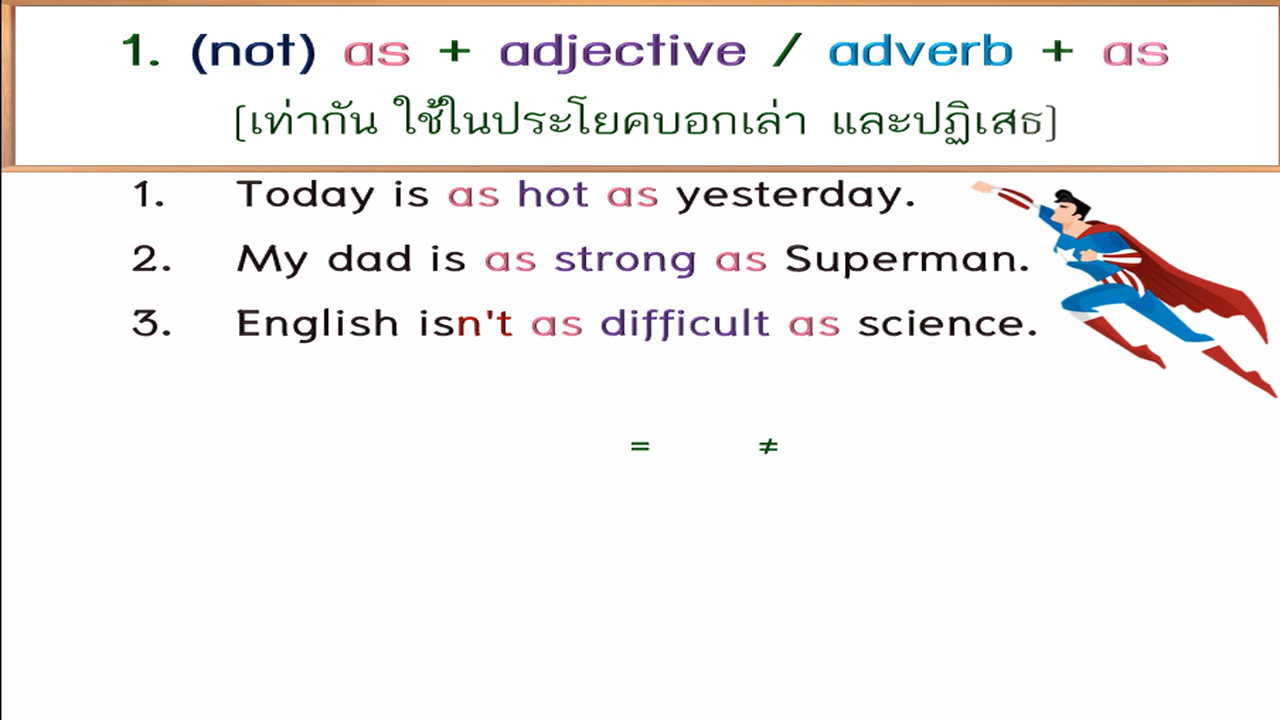 1. (not) as + adjective / adverb + as
[เท่ากัน ใช้ในประโยคบอกเล่า และปฏิเสธ]
1. Today is as hot as yesterday.
2. My dad is as strong as Superman.
3. English isn't as difficult as science.
= ≠